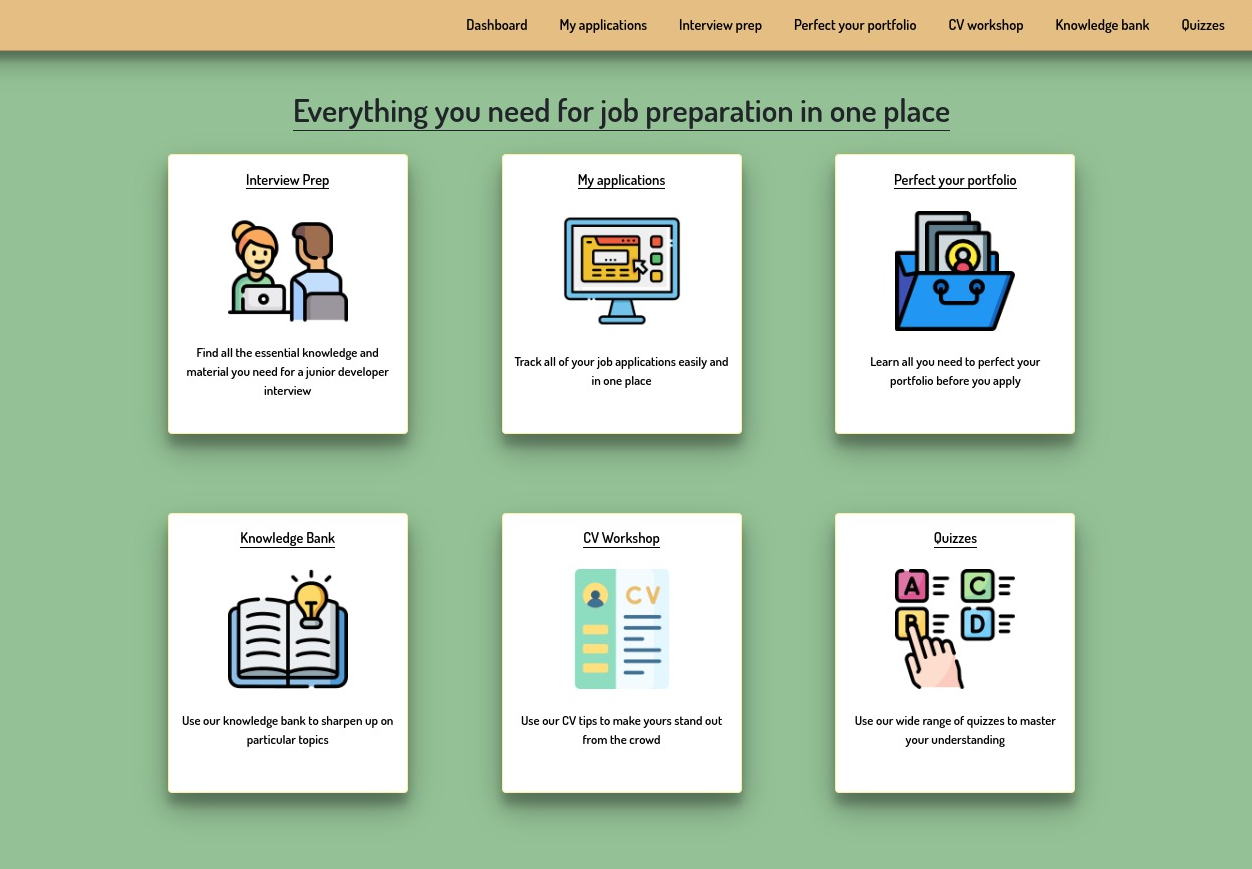 Dashboard My applications Interview prep Perfect your portfolio CV workshop Knowledge bank Quizzes
Everything you need for job preparation in one place
Interview Prep
Find all the essential knowledge and
material you need for a junior developer
interview
My applications
Track all of your job applications easily and
in one place
Perfect your portfolio
Learn all you need to perfect your
portfolio before you apply
Knowledge Bank
Use our knowledge bank to sharpen up on
particular topics
CV Workshop
CV
Use our CV tips to make yours stand out
from the crowd
Quizzes
A C
B D
Use our wide range of quizzes to master
your understanding